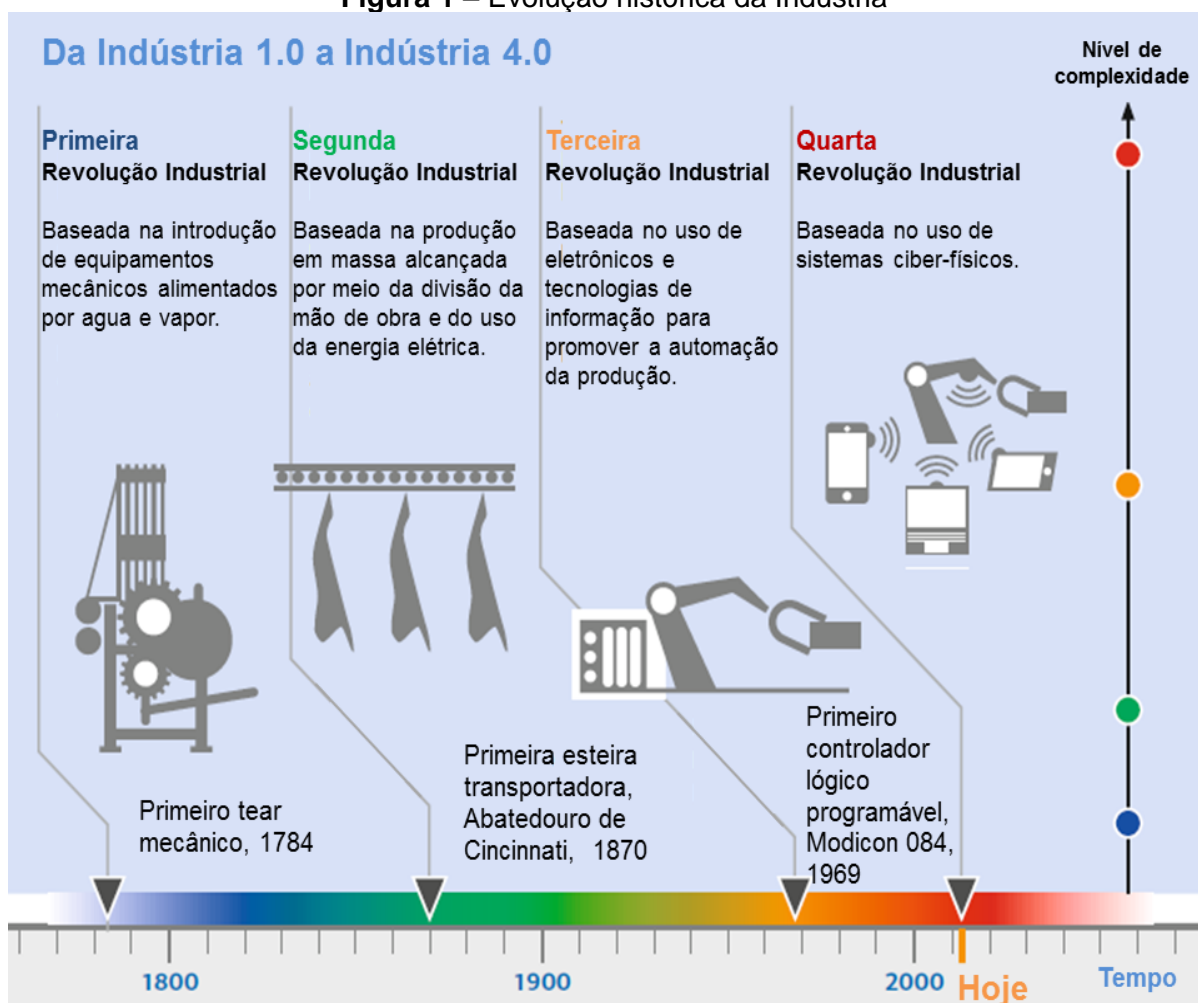 Figura 1 – Evolução histórica da Indústria
Da Indústria 1.0 a Indústria 4.0
Nível de
complexidade
Primeira
Revolução Industrial
Baseada na introdução
de equipamentos
mecânicos alimentados
por agua e vapor.
Segunda
Revolução Industrial
Baseada na produção
em massa alcançada
por meio da divisão da
mão de obra e do uso
da energia elétrica.
Terceira
Revolução Industrial
Baseada no uso de
eletrônicos e
tecnologias de
informação para
promover a automação
da produção.
Quarta
Revolução Industrial
Baseada no uso de
sistemas ciber-físicos.
Primeiro tear
mecânico, 1784
Primeira esteira
transportadora,
Abatedouro de
Cincinnati, 1870
Primeiro
controlador
lógico
programável,
Modicon 084,
1969
1800
1900
2000
Hoje
Tempo